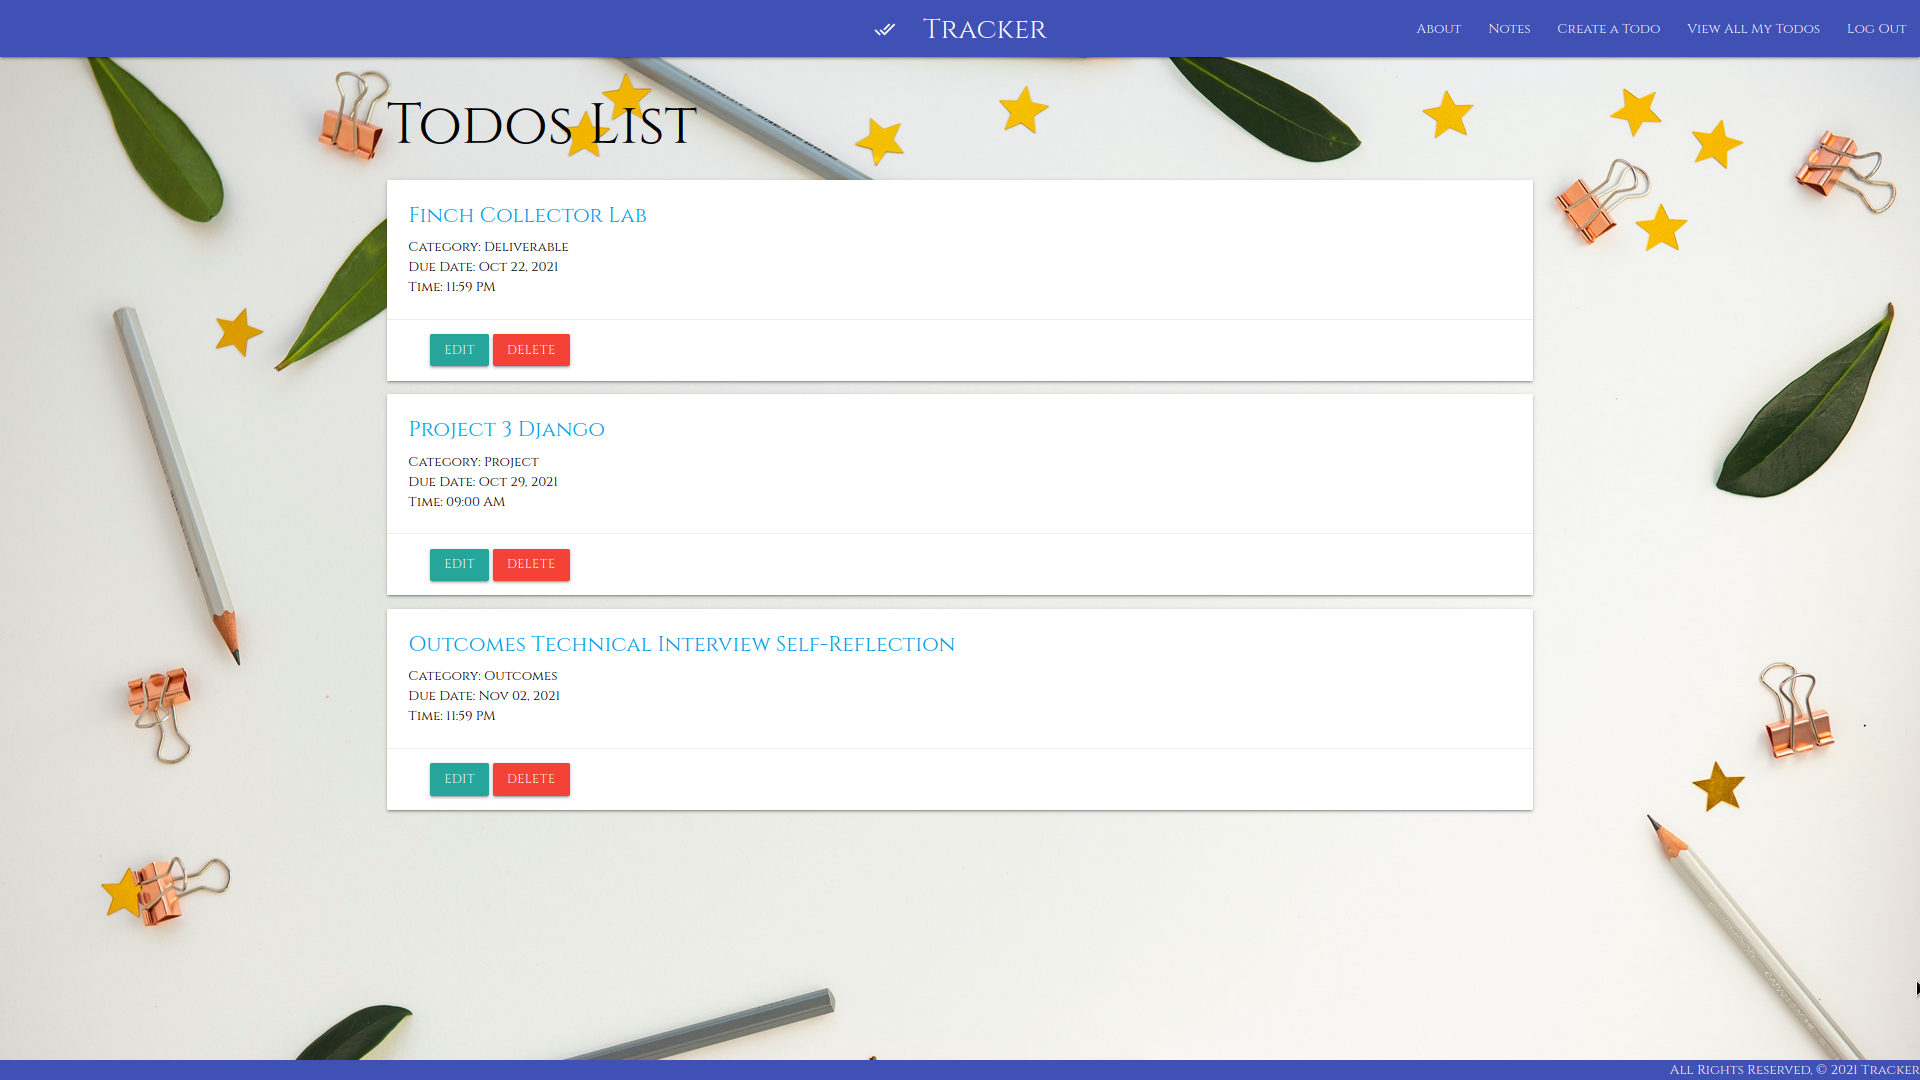 Tracker
About Notes Create a Todo View All My Todos Log Out
Todos List
Finch Collector Lab
Category: Deliverable
Due Date: Oct 22, 2021
Time: 11:59 PM
EDIT DELETE
Project 3 Django
Category: Project
Due Date: Oct 29, 2021
Time: 09:00 AM
EDIT DELETE
Outcomes Technical Interview Self-Reflection
Category: Outcomes
Due Date: Nov 02, 2021
Time: 11:59 PM
EDIT DELETE
All Rights Reserved, © 2021 Tracker